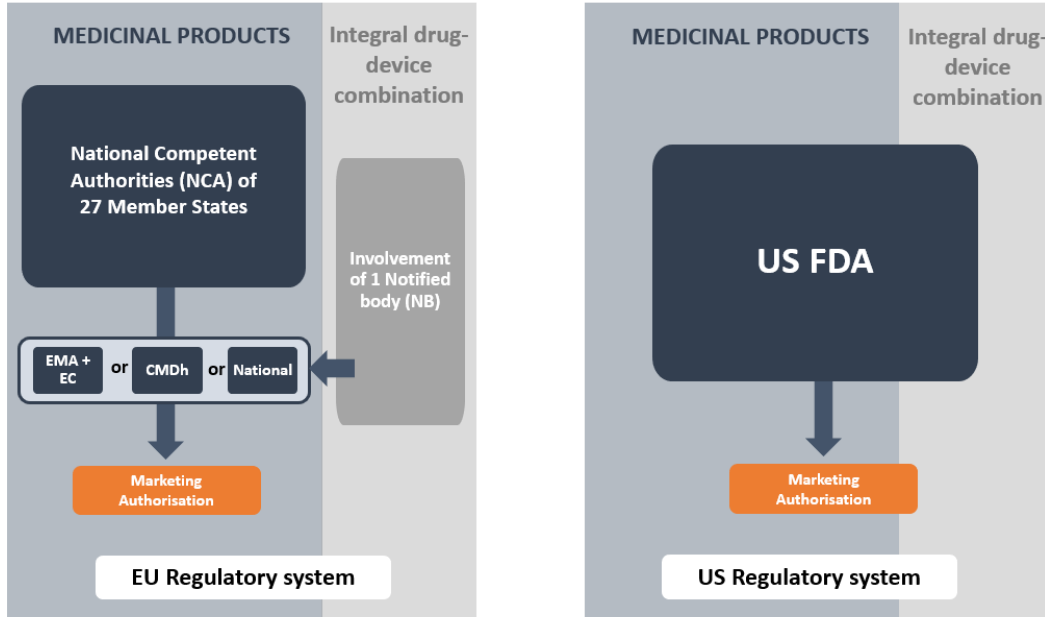 MEDICINAL PRODUCTS
Integral drug-
device
combination
National Competent
Authorities (NCA) of
27 Member States
Involvement
of 1 Notified
body (NB)
EMA +
EC
or
CMDh
or
National
Marketing
Authorisation
EU Regulatory system
MEDICINAL PRODUCTS
Integral drug-
device
combination
US FDA
Marketing
Authorisation
US Regulatory system